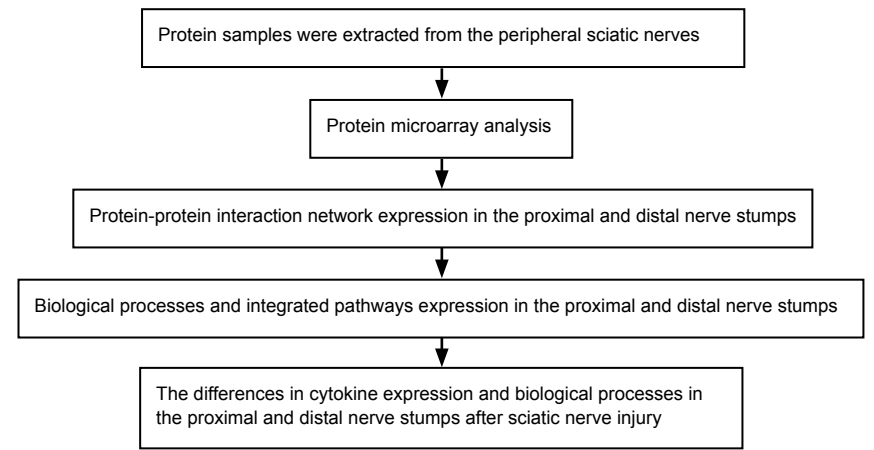 Protein samples were extracted from the peripheral sciatic nerves
Protein microarray analysis
Protein-protein interaction network expression in the proximal and distal nerve stumps
Biological processes and integrated pathways expression in the proximal and distal nerve stumps
The differences in cytokine expression and biological processes in
the proximal and distal nerve stumps after sciatic nerve injury